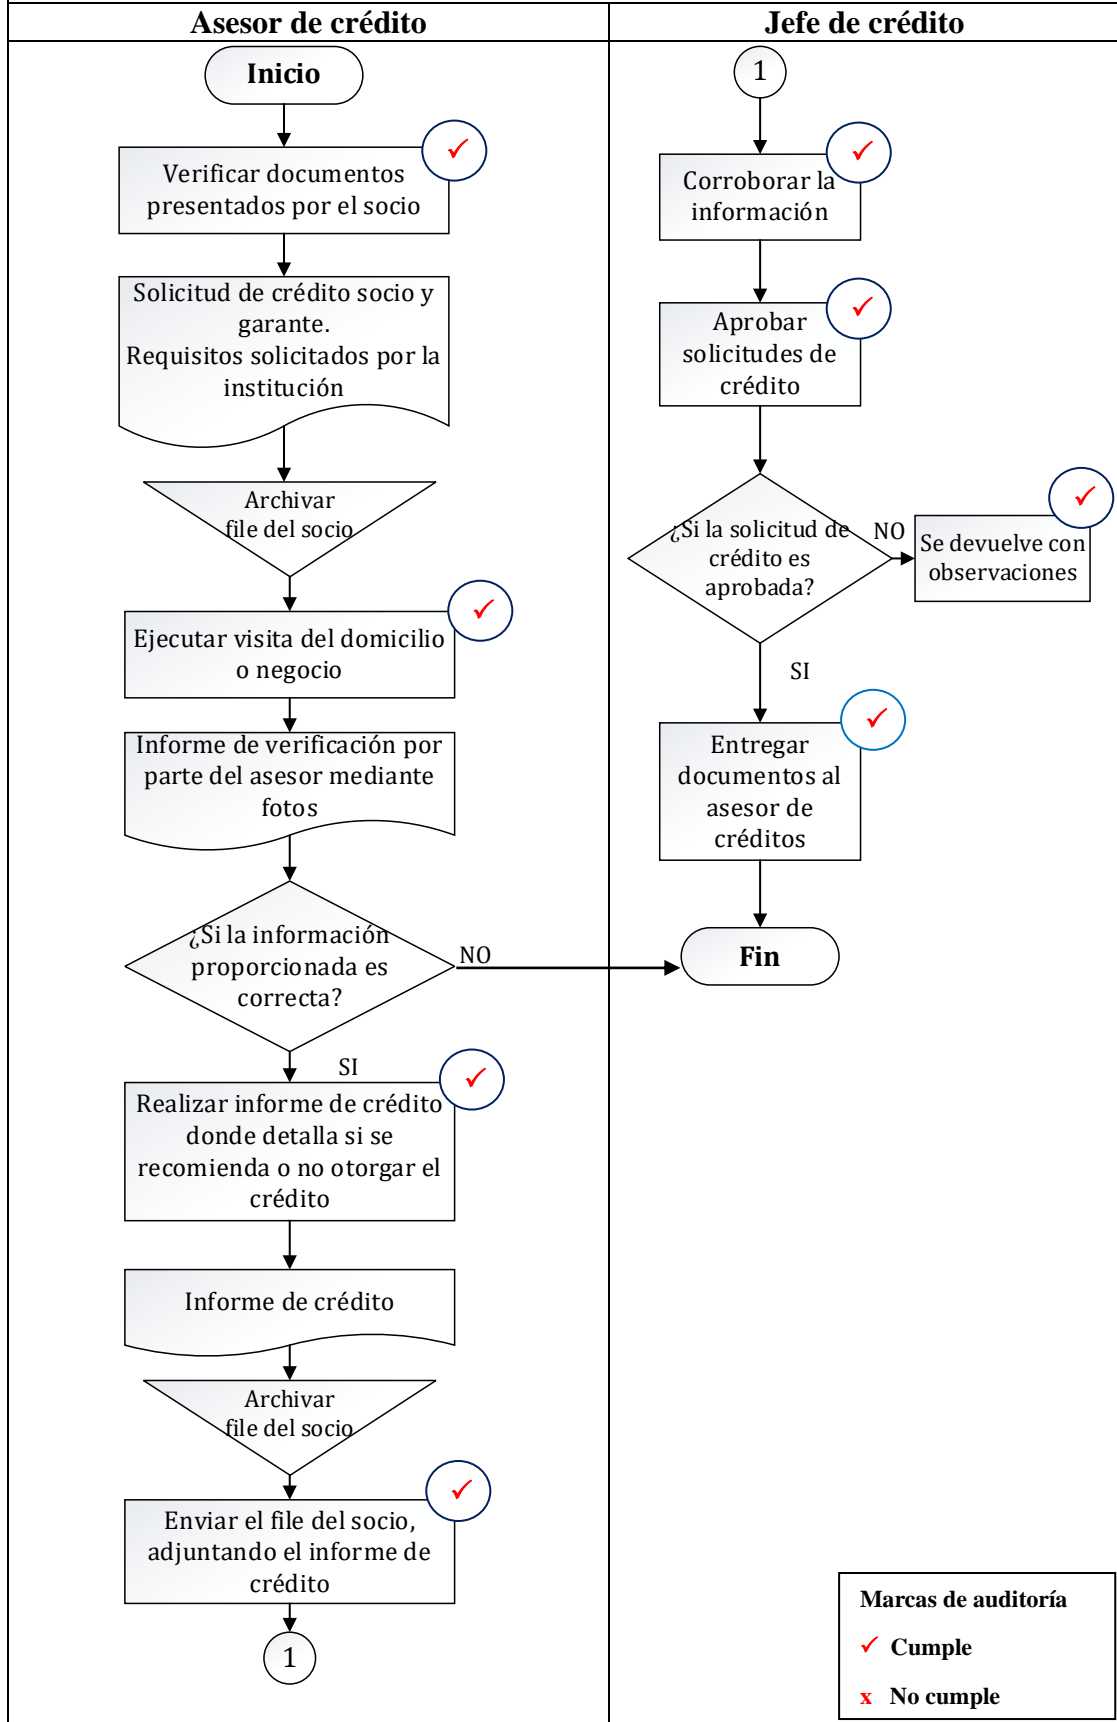 Asesor de crédito
Inicio
Verificar documentos
presentados por el socio
Solicitud de crédito socio y
garante.
Requisitos solicitados por la
institución
Archivar
file del socio
Ejecutar visita del domicilio
o negocio
Informe de verificación por
parte del asesor mediante
fotos
¿Si la información
proporcionada es
correcta?
NO
SI
Realizar informe de crédito
donde detalla si se
recomienda o no otorgar el
crédito
Informe de crédito
Archivar
file del socio
Enviar el file del socio,
adjuntando el informe de
crédito
1
Jefe de crédito
1
Corroborar la
información
Aprobar
solicitudes de
crédito
¿Si la solicitud de
crédito es
aprobada?
NO
Se devuelve con
observaciones
SI
Entregar
documentos al
asesor de
créditos
Fin
Marcas de auditoría
✓ Cumple
x No cumple